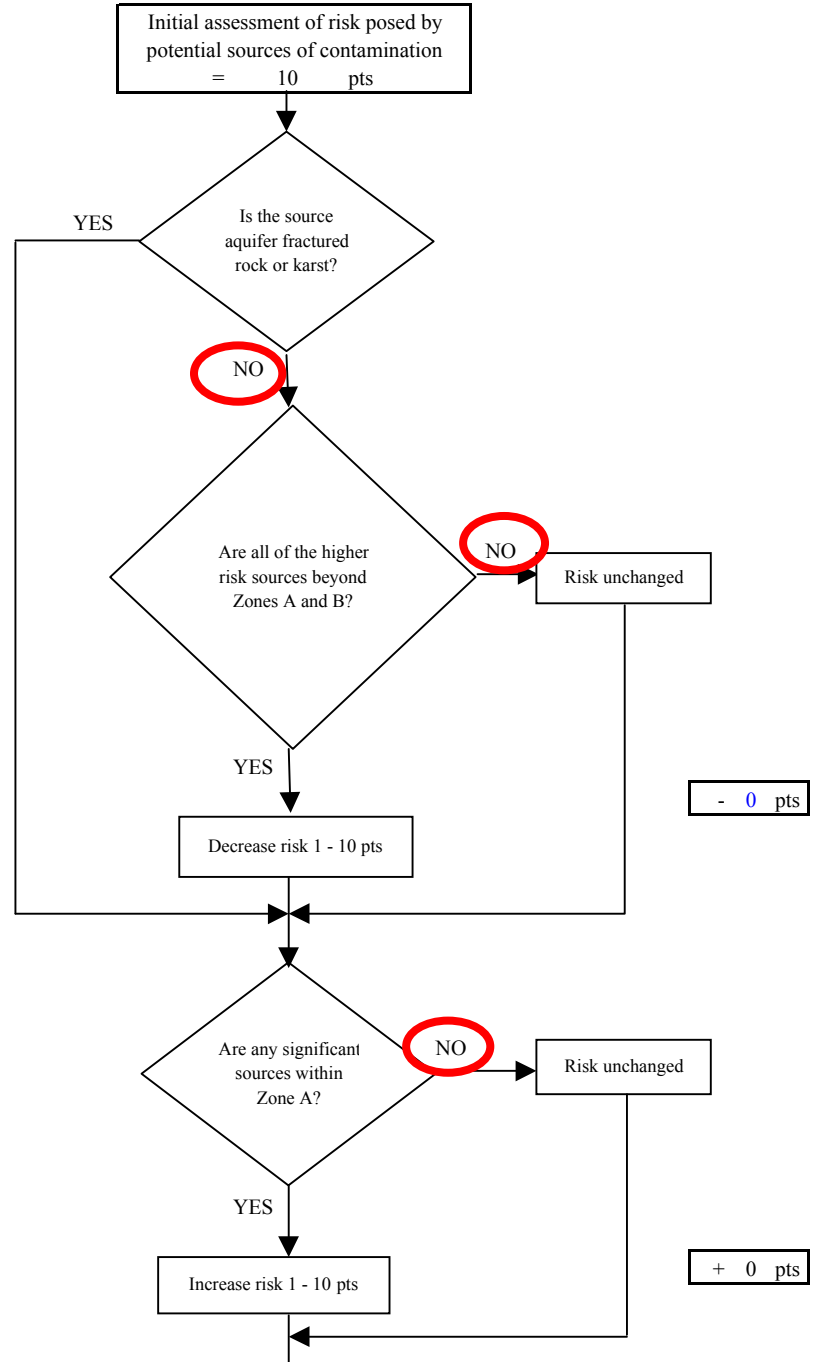 Initial assessment of risk posed by
potential sources of contamination
= 10 pts
YES
Is the source
aquifer fractured
rock or karst?
NO
Are all of the higher
risk sources beyond
Zones A and B?
NO
Risk unchanged
YES
- 0 pts
Decrease risk 1 - 10 pts
Are any significant
sources within
Zone A?
NO
Risk unchanged
YES
+ 0 pts
Increase risk 1 - 10 pts